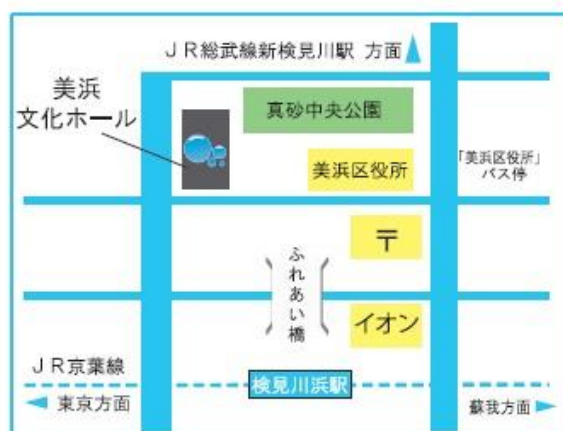 JR総武線新検見川駅 方面
美浜
文化ホール
真砂中央公園
美浜区役所
「美浜区役所」
バス停
〒
ふれあい橋
イオン
JR京葉線
検見川浜駅
東京方面
蘇我方面